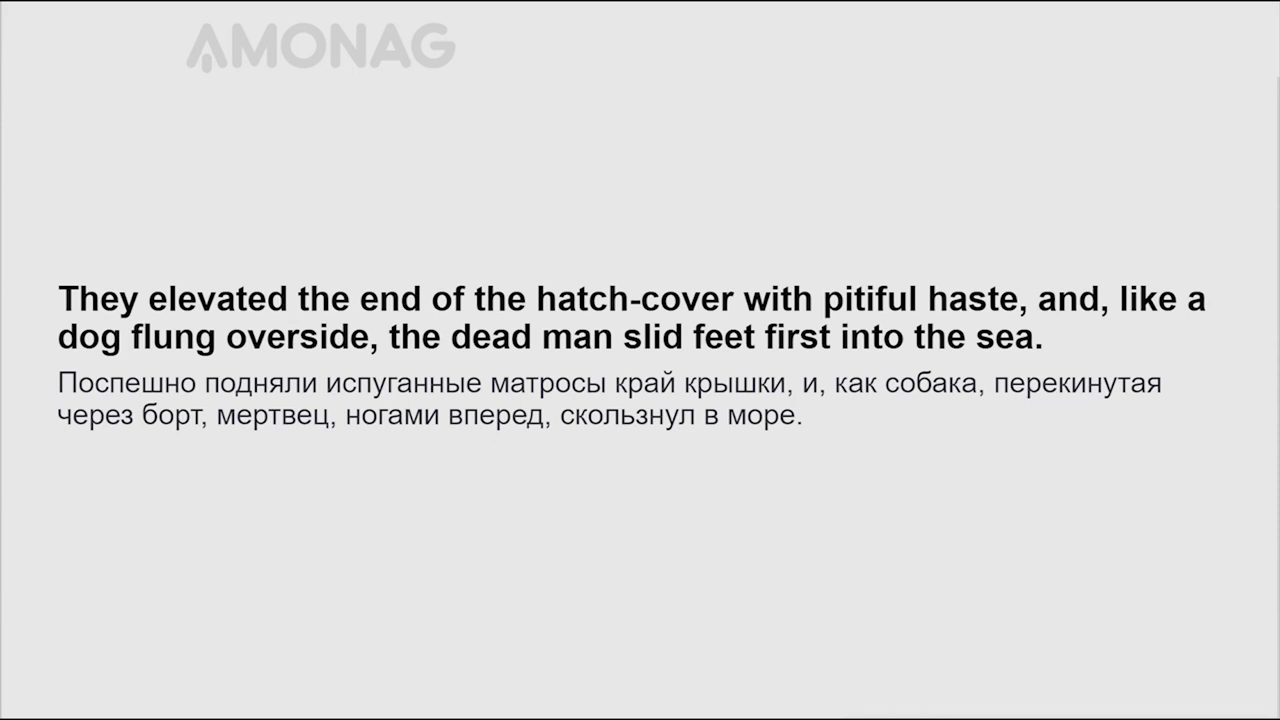 AMONAG
They elevated the end of the hatch-cover with pitiful haste, and, like a
dog flung overside, the dead man slid feet first into the sea.
Поспешно подняли испуганные матросы край крышки, и, как собака, перекинутая
через борт, мертвец, ногами вперед, скользнул в море.